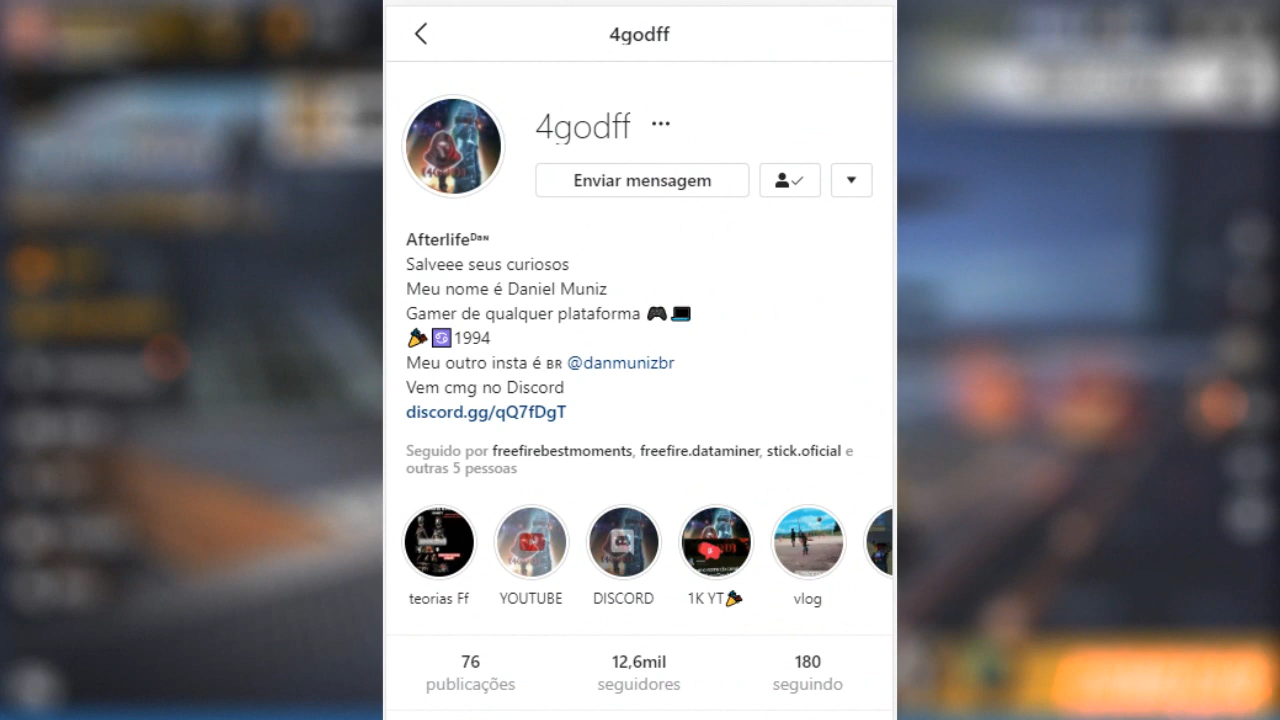 4godff
4godff ...
Enviar mensagem
Afterlifeᴰᵃᴺ
Salveee seus curiosos
Meu nome é Daniel Muniz
Gamer de qualquer plataforma 🎮💻
🎉♋1994
Meu outro insta é ʙʀ @danmunizbr
Vem cmg no Discord
discord.gg/qQ7fDgT
Seguido por freefirebestmoments, freefire.dataminer, stick.oficial e
outras 5 pessoas
teorias Ff YOUTUBE DISCORD 1K YT🎉 vlog
76 12,6mil 180
publicações seguidores seguindo